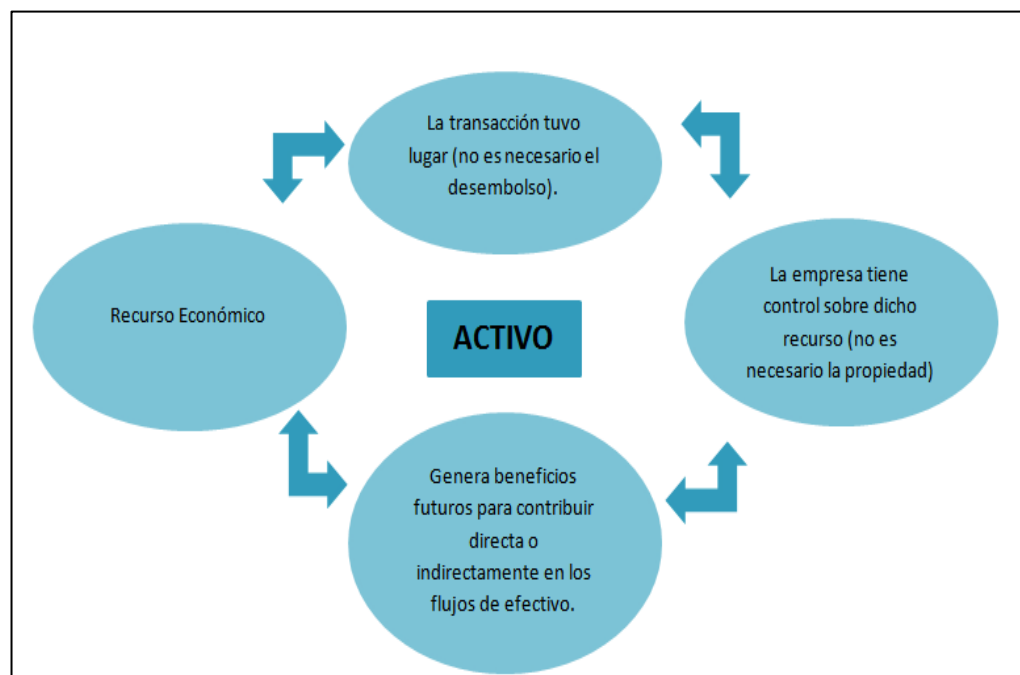 La transacción tuvo
lugar (no es necesario el
desembolso).
Recurso Económico
ACTIVO
La empresa tiene
control sobre dicho
recurso (no es
necesario la propiedad)
Genera beneficios
futuros para contribuir
directa o
indirectamente en los
flujos de efectivo.